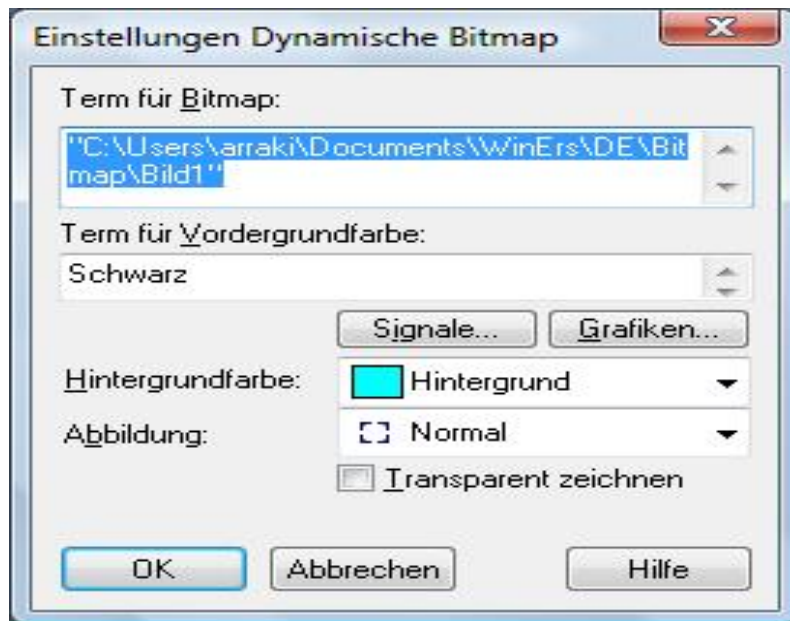 Einstellungen Dynamische Bitmap
Term für Bitmap:
"C:\Users\arraki\Documents\WinErs\DE\Bit
map\Bild1"
Term für Vordergrundfarbe:
Schwarz
Signale... Grafiken...
Hintergrundfarbe: Hintergrund
Abbildung: Normal
Transparent zeichnen
OK Abbrechen Hilfe